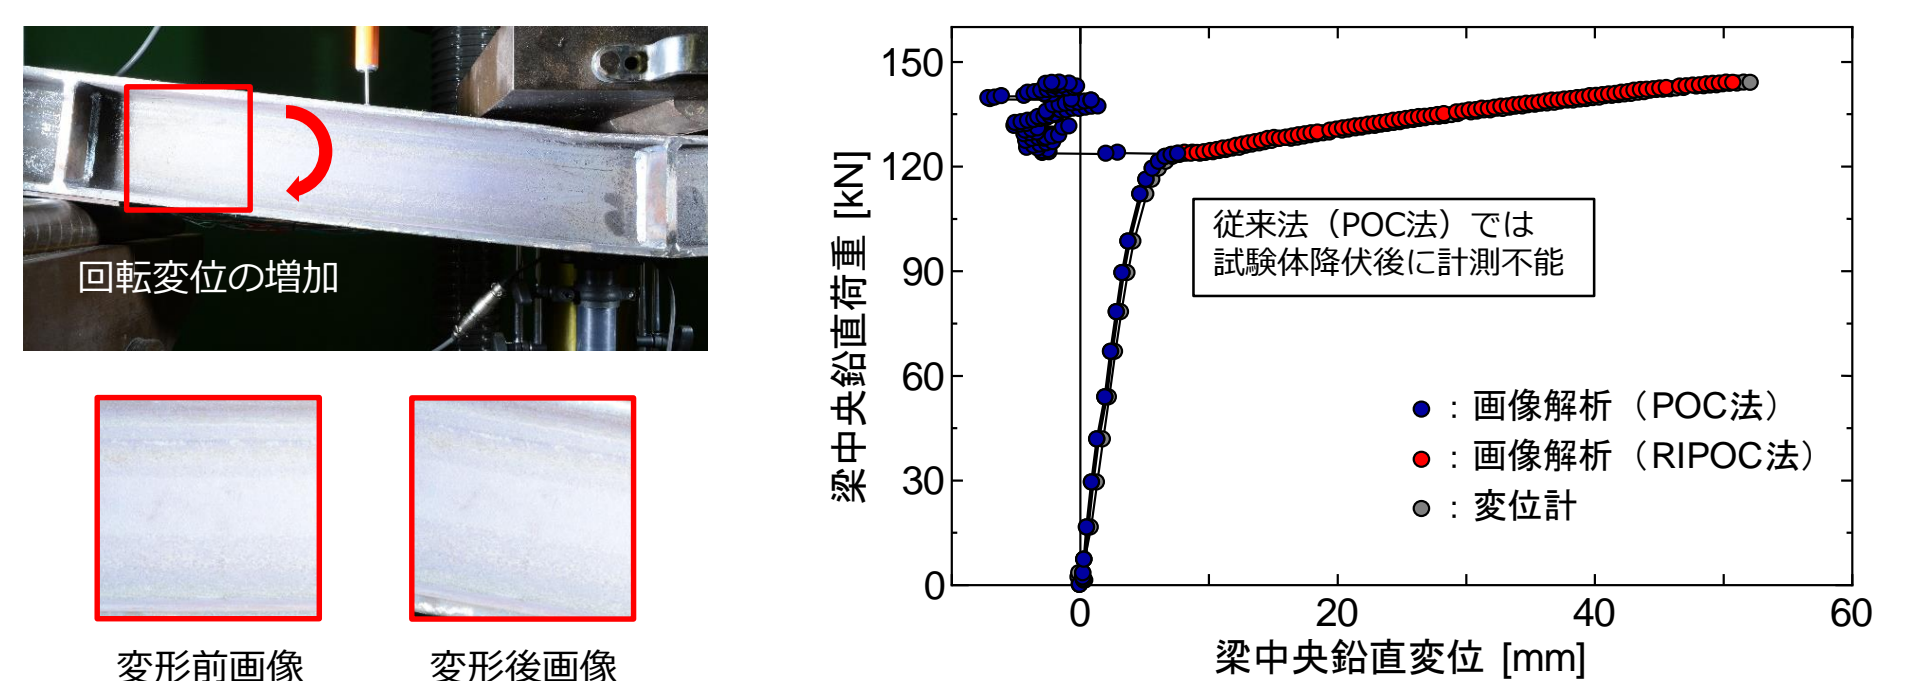 回転変位の増加
変形前画像
変形後画像
梁中央鉛直荷重 [kN]
150
120
90
60
30
0
従来法（POC法）では
試験体降伏後に計測不能
：画像解析（POC法）
：画像解析（RIPOC法）
：変位計
0
20
40
60
梁中央鉛直変位 [mm]